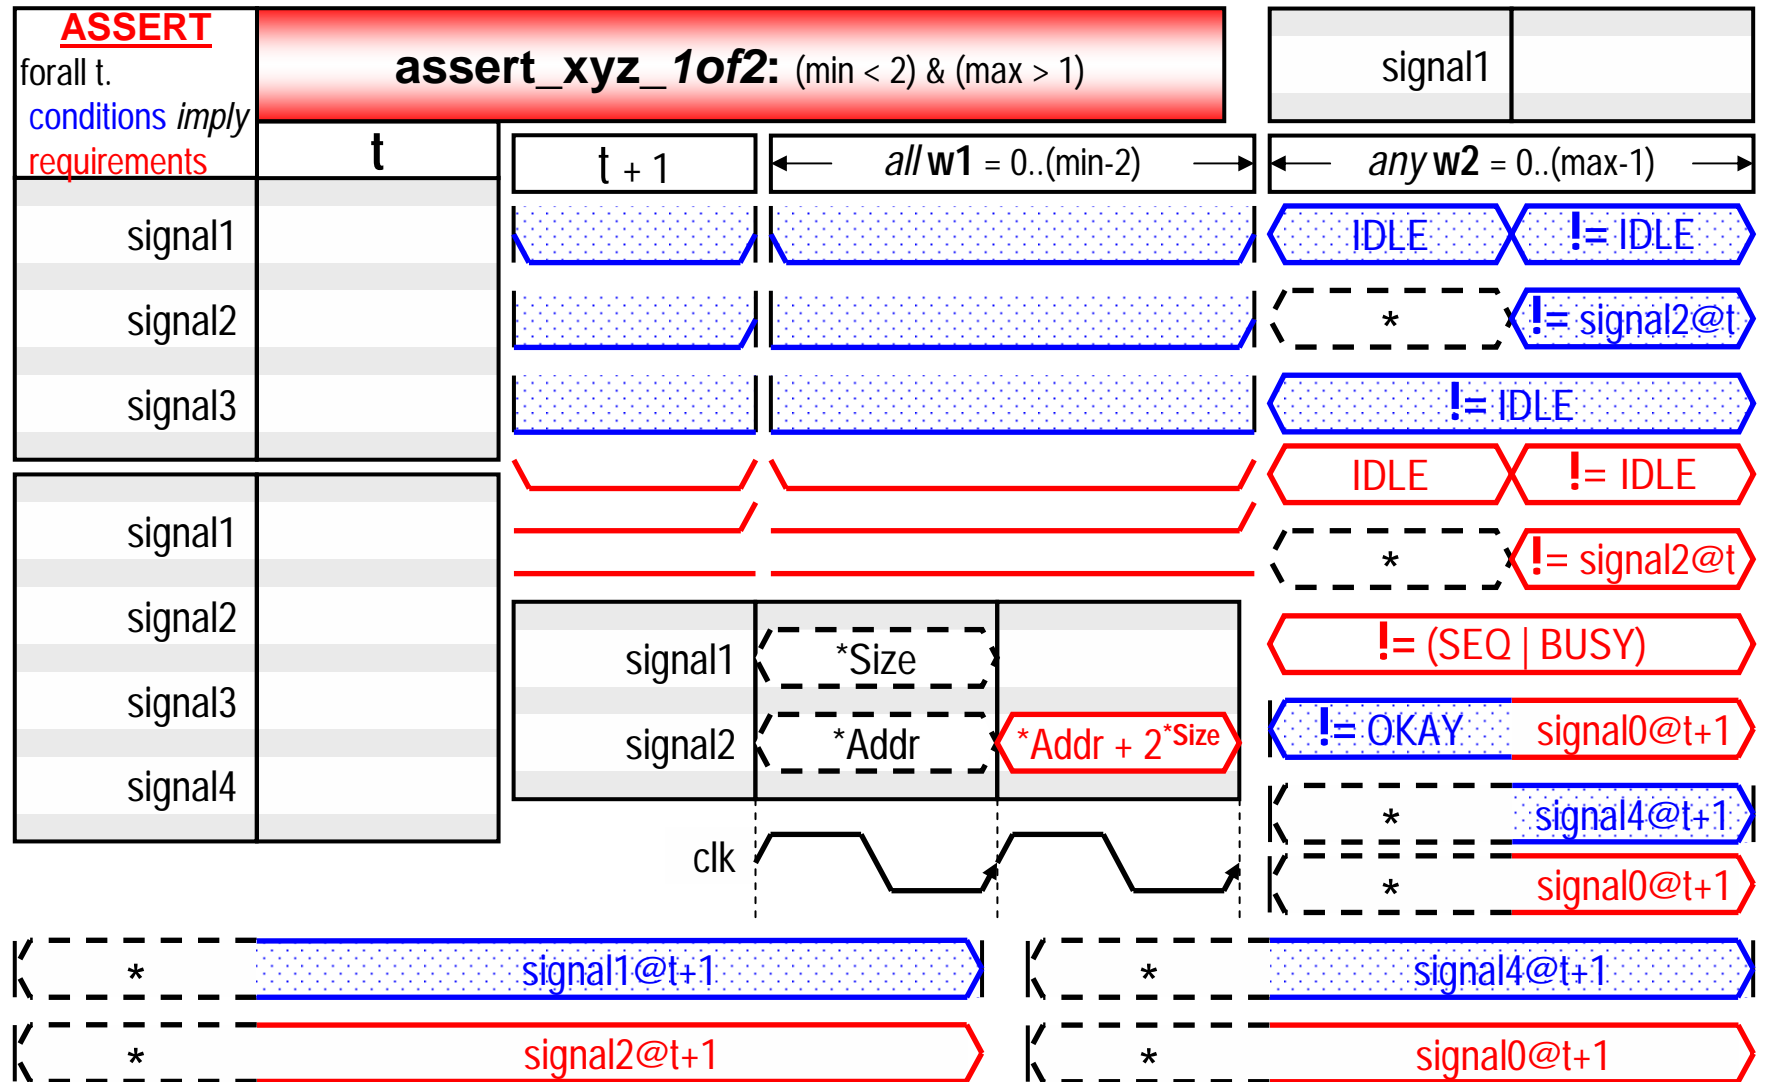 ASSERT
forall t.
conditions imply
requirements
assert_xyz_1of2: (min < 2) & (max > 1)
signal1
t
t + 1
all w1 = 0..(min-2)
any w2 = 0..(max-1)
signal1
IDLE
!= IDLE
signal2
*
!= signal2@t
signal3
!= IDLE
IDLE
!= IDLE
signal1
*
!= signal2@t
signal2
signal1
*Size
!= (SEQ | BUSY)
signal3
signal2
*Addr
*Addr + 2*Size
!= OKAY
signal0@t+1
signal4
*
signal4@t+1
clk
*
signal0@t+1
*
signal1@t+1
*
signal4@t+1
*
signal2@t+1
*
signal0@t+1